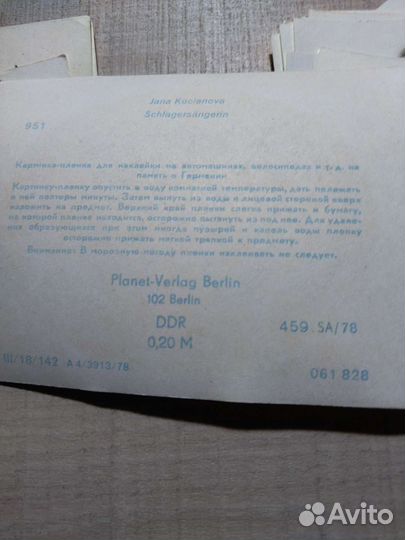 Jana Kocianova
Schlagersängerin
951
Картинка-пленка для наклейки на автомашинах, велосипедах и т. д. на
память о Германии
Картинку-пленку опустить в воду комнатной температуры, дать полежать
в ней полторы минуты. Затем вынуть из воды и лицевой стороной кверху
наложить на предмет. Верхний край пленки слегка прижать и бумагу,
на которой пленка находится, осторожно вытянуть из под нее. Для удале-
ния образующихся при этом иногда пузырей и капель воды пленку
осторожно прижать мягкой тряпкой к предмету.
Внимание: В морозную погоду пленки наклеивать не следует.
Planet-Verlag Berlin
102 Berlin
DDR
459 SA/78
0,20 M
III/18/142 A 4/3913/78
061 828
Avito